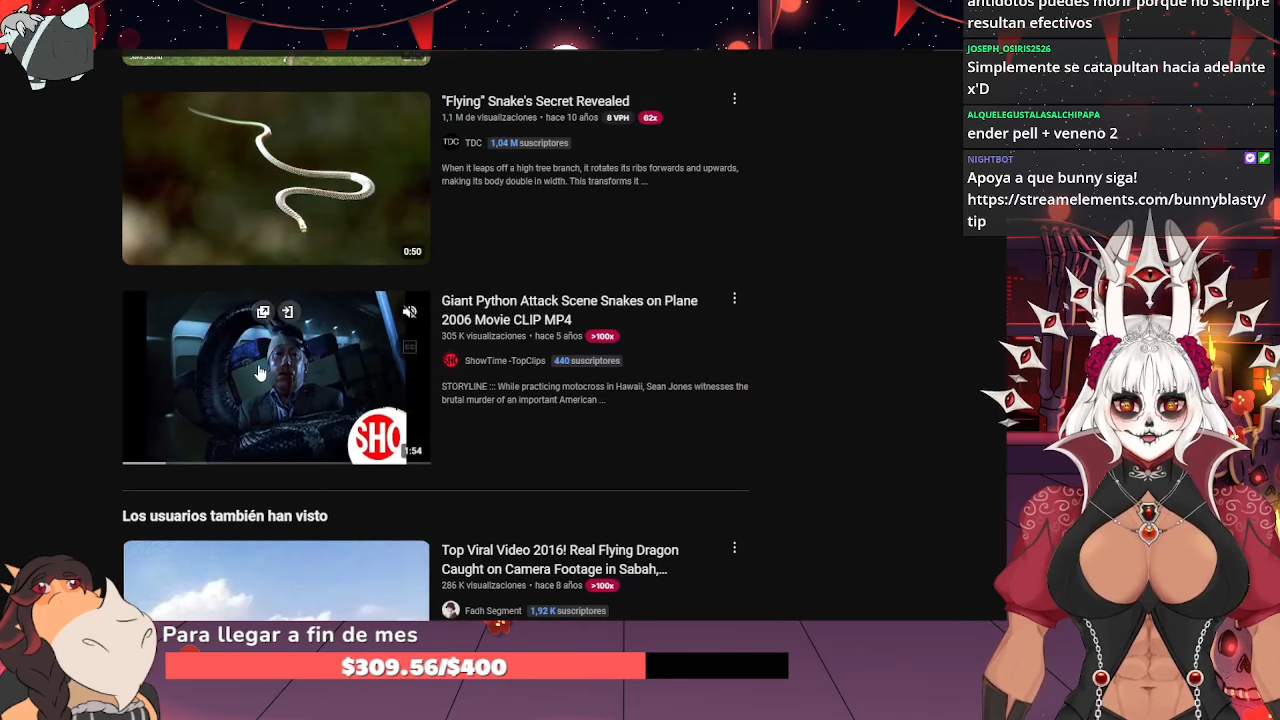 antídotos puedes morir porque no siempre
resultan efectivos
JOSEPH_OSIRIS2526
Simplemente se catapultan hacia adelante
x'D
ALQUELEGUSTALASALCHIPAPA
ender pell + veneno 2
NIGHTBOT
Apoya a que bunny siga!
https://streamelements.com/bunnyblasty/
tip
"Flying" Snake's Secret Revealed
1,1 M de visualizaciones • hace 10 años 8 VPH 62x
TDC TDC 1,04 M suscriptores
When it leaps off a high tree branch, it rotates its ribs forwards and upwards,
making its body double in width. This transforms it ...
0:50
Giant Python Attack Scene Snakes on Plane
2006 Movie CLIP MP4
305 K visualizaciones • hace 5 años >100x
SHO ShowTime -TopClips 440 suscriptores
STORYLINE ::: While practicing motocross in Hawaii, Sean Jones witnesses the
brutal murder of an important American ...
CC
SHO
1:54
Los usuarios también han visto
Top Viral Video 2016! Real Flying Dragon
Caught on Camera Footage in Sabah,...
286 K visualizaciones • hace 8 años >100x
Fadh Segment 1,92 K suscriptores
Para llegar a fin de mes
$309.56/$400